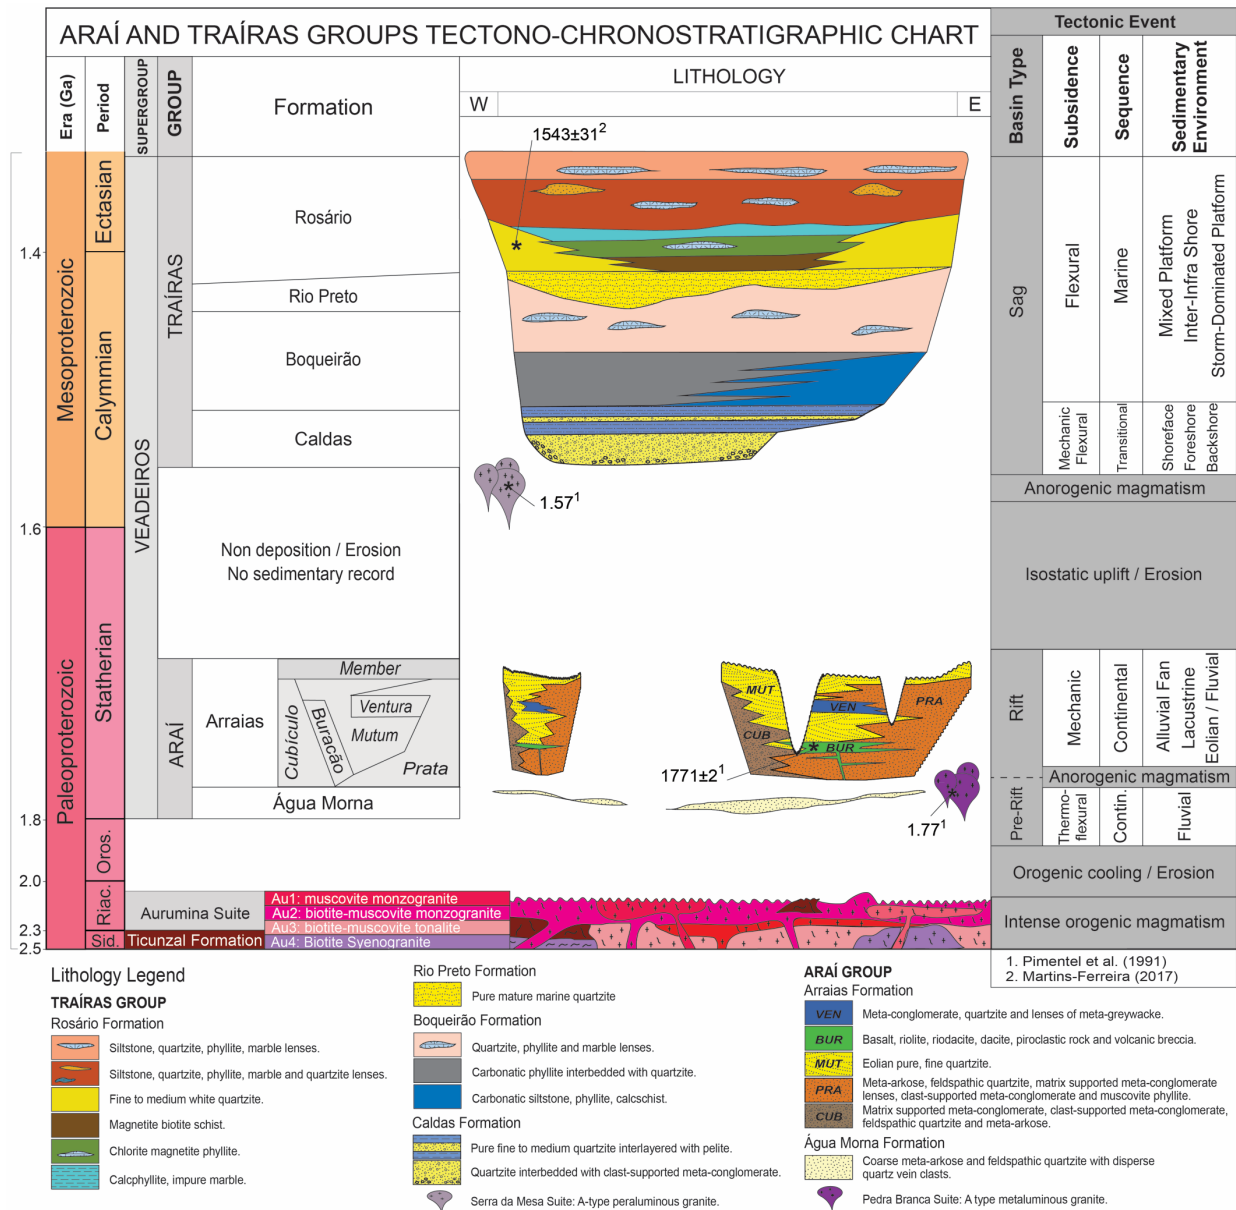 ARAÍ AND TRAÍRAS GROUPS TECTONO-CHRONOSTRATIGRAPHIC CHART
Tectonic Event
Era (Ga)
Period
SUPERGROUP
GROUP
Formation
LITHOLOGY
W
E
Basin Type
Subsidence
Sequence
Sedimentary
Environment
1543±31²
Mesoproterozoic
Ectasian
1.4
Calymmian
1.6
VEADEIROS
TRAÍRAS
Rosário
Rio Preto
Boqueirão
Caldas
1.57¹
Sag
Flexural
Marine
Mixed Platform
Inter-Infra Shore
Storm-Dominated Platform
Mechanic
Flexural
Transitional
Shoreface
Foreshore
Backshore
Anorogenic magmatism
Non deposition / Erosion
No sedimentary record
Isostatic uplift / Erosion
Paleoproterozoic
Statherian
ARAÍ
Arraias
Member
Cubículo
Buracão
Ventura
Mutum
Prata
Água Morna
MUT
CUB
VEN
BUR
PRA
1771±2¹
1.77¹
Rift
Mechanic
Continental
Alluvial Fan
Lacustrine
Eolian / Fluvial
Anorogenic magmatism
Pre-Rift
Thermo-
flexural
Contin.
Fluvial
1.8
Oros.
2.0
Orogenic cooling / Erosion
Riac.
2.3
Sid.
2.5
Aurumina Suite
Ticunzal Formation
Au1: muscovite monzogranite
Au2: biotite-muscovite monzogranite
Au3: biotite-muscovite tonalite
Au4: Biotite Syenogranite
Intense orogenic magmatism
1. Pimentel et al. (1991)
2. Martins-Ferreira (2017)
Lithology Legend
TRAÍRAS GROUP
Rosário Formation
Siltstone, quartzite, phyllite, marble lenses.
Siltstone, quartzite, phyllite, marble and quartzite lenses.
Fine to medium white quartzite.
Magnetite biotite schist.
Chlorite magnetite phyllite.
Calcphyllite, impure marble.
Rio Preto Formation
Pure mature marine quartzite
Boqueirão Formation
Quartzite, phyllite and marble lenses.
Carbonatic phyllite interbedded with quartzite.
Carbonatic siltstone, phyllite, calcschist.
Caldas Formation
Pure fine to medium quartzite interlayered with pelite.
Quartzite interbedded with clast-supported meta-conglomerate.
Serra da Mesa Suite: A-type peraluminous granite.
ARAÍ GROUP
Arraias Formation
VEN Meta-conglomerate, quartzite and lenses of meta-greywacke.
BUR Basalt, riolite, riodacite, dacite, piroclastic rock and volcanic breccia.
MUT Eolian pure, fine quartzite.
PRA Meta-arkose, feldspathic quartzite, matrix supported meta-conglomerate
lenses, clast-supported meta-conglomerate and muscovite phyllite.
CUB Matrix supported meta-conglomerate, clast-supported meta-conglomerate,
feldspathic quartzite and meta-arkose.
Água Morna Formation
Coarse meta-arkose and feldspathic quartzite with disperse
quartz vein clasts.
Pedra Branca Suite: A type metaluminous granite.